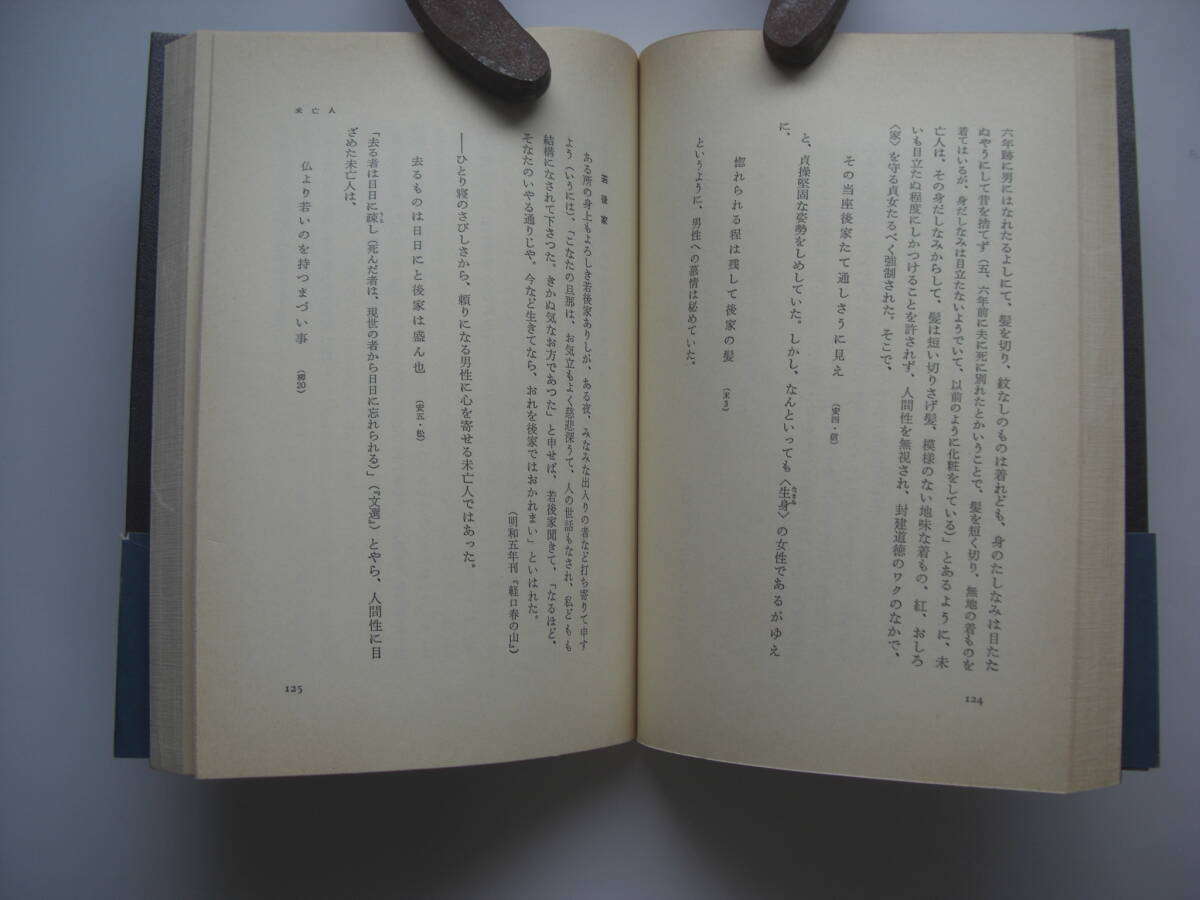 六年跡に男にはなれたるよしにて、髪を切り、紋なしのものは着れども、身のたしなみは目たた
ぬやうにして昔を捨てず（五、六年前に夫に死に別れたとかいうことで、髪を短く切り、無地の着ものを
着てはいるが、身だしなみは目立たないようでいて、以前のように化粧をしている）」とあるように、未
亡人は、その身だしなみからして、髪は短い切りさげ髪、模様のない地味な着もの、紅、おしろ
いも目立たぬ程度にしかつけることを許されず、人間性を無視され、封建道徳のワクのなかで、
〈家〉を守る貞女たるべく強制された。そこで、
その当座後家たて通しさうに見え（安四・信）
と、貞操堅固な姿勢をしめしていた。しかし、なんといっても〈生身〉の女性であるがゆえ
に、
惚れられる程は残して後家の髪（末3）
というように、男性への慕情は秘めていた。
124
若後家
ある所の身上もよろしき若後家ありしが、ある夜、みなみな出入りの者など打ち寄りて申す
よう（いうには）、「こなたの旦那は、お気立もよく慈悲深うて、人の世話もなされ、私どもも
結構になされて下さつた。きかぬ気なお方であつた」と申せば、若後家聞きて、「なるほど、
そなたのいやる通りじや。今など生きてなら、おれを後家ではおかれまい」といはれた。
（明和五年刊『軽口春の山』）
――ひとり寝のさびしさから、頼りになる男性に心を寄せる未亡人ではあった。
去るものは日日にと後家は盛ん也（安五・松）
「去る者は日日に疎し（死んだ者は、現世の者から日日に忘れられる）」（『文選』）とやら、人間性に目
ざめた未亡人は、
仏より若いのを持つまづい事（柳20）
未亡人
125